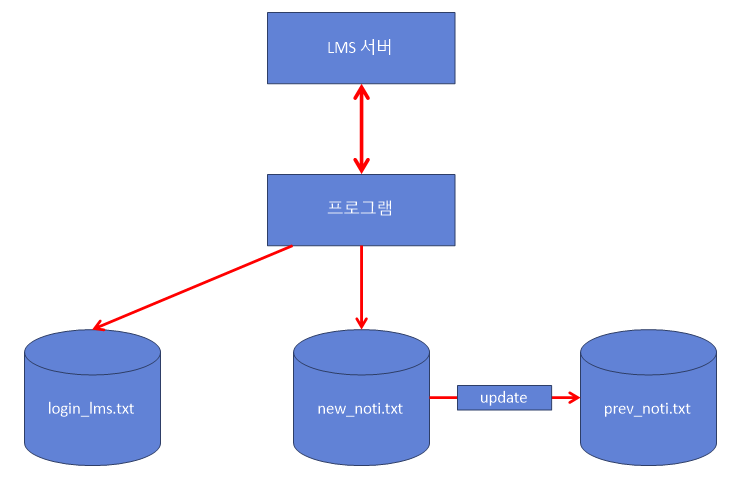 LMS 서버
프로그램
login_lms.txt
new_noti.txt
update
prev_noti.txt